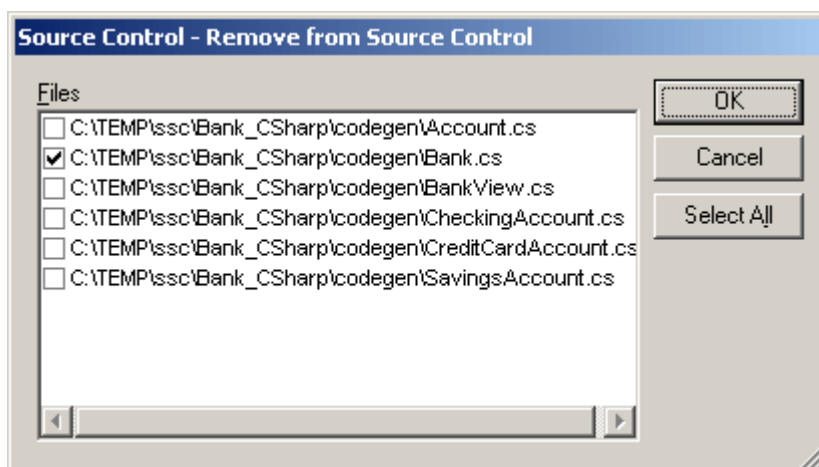 Source Control - Remove from Source Control
Files
C:\TEMP\ssc\Bank_CSharp\codegen\Account.cs
C:\TEMP\ssc\Bank_CSharp\codegen\Bank.cs
C:\TEMP\ssc\Bank_CSharp\codegen\BankView.cs
C:\TEMP\ssc\Bank_CSharp\codegen\CheckingAccount.cs
C:\TEMP\ssc\Bank_CSharp\codegen\CreditCardAccount.cs
C:\TEMP\ssc\Bank_CSharp\codegen\SavingsAccount.cs
OK
Cancel
Select All